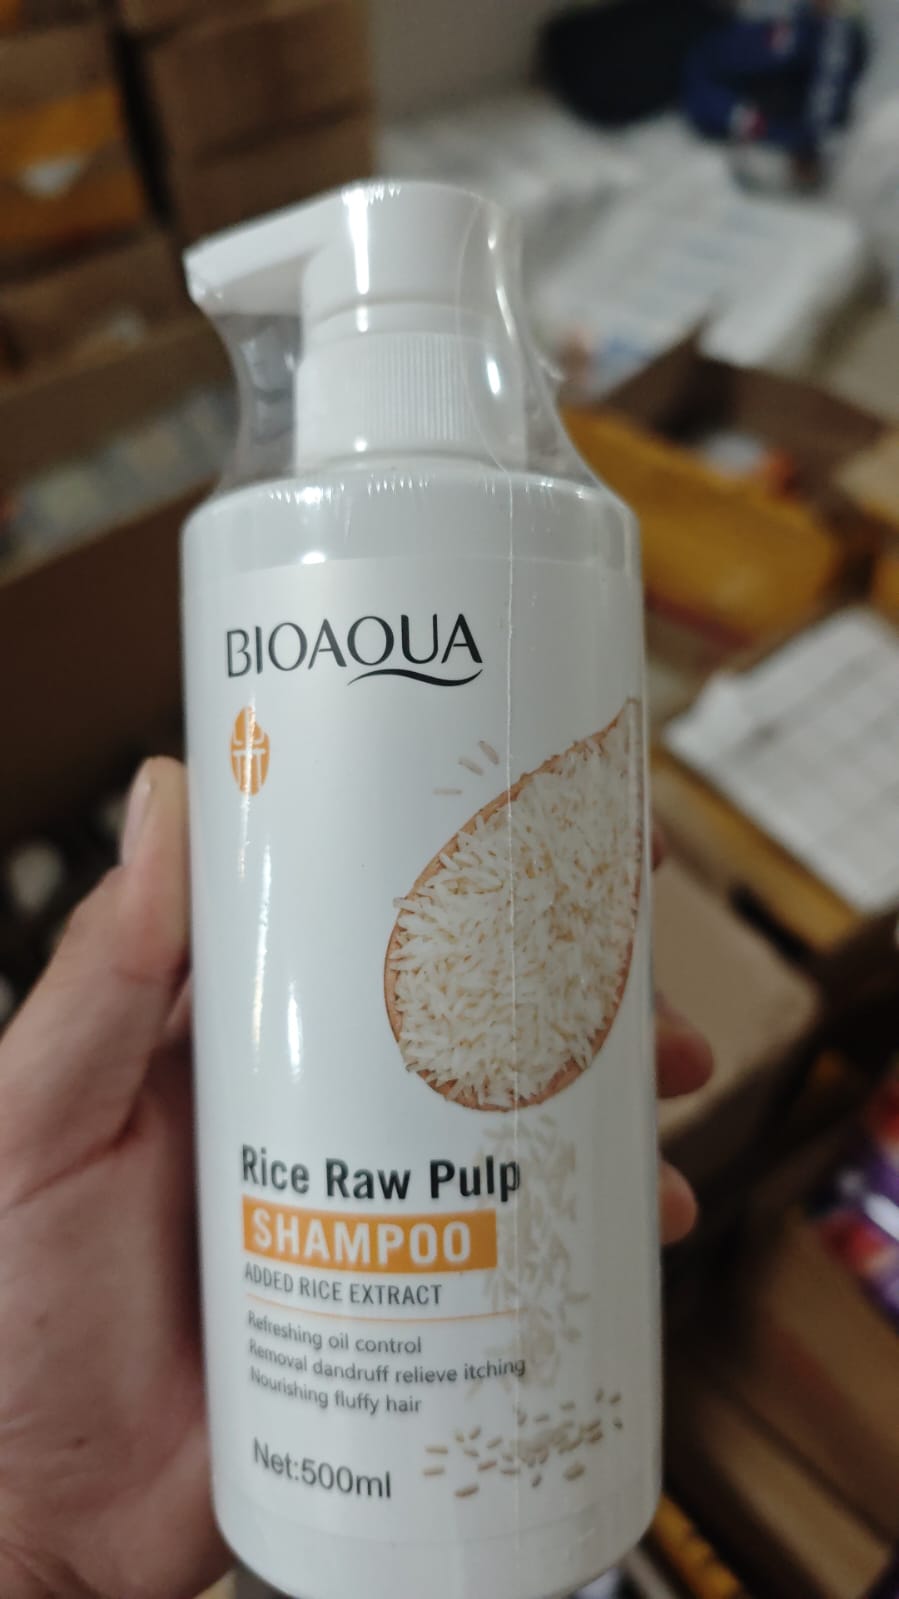 BIOAQUA
Rice Raw Pulp
SHAMPOO
ADDED RICE EXTRACT
Refreshing oil control
Removal dandruff relieve itching
Nourishing fluffy hair
Net:500ml